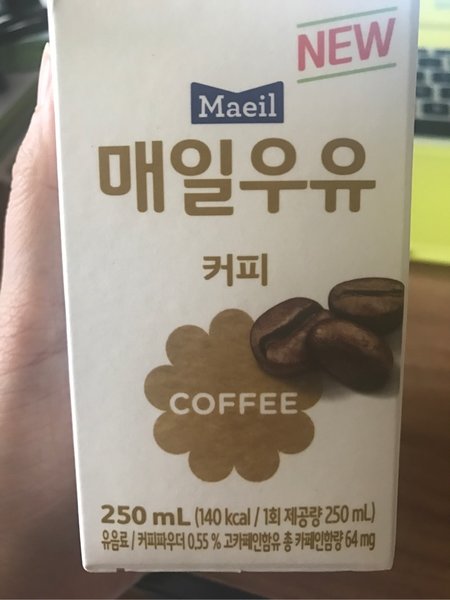 NEW
Maeil
매일우유
커피
COFFEE
250 mL (140 kcal / 1회 제공량 250 mL)
유음료 / 커피파우더 0.55 % 고카페인함유 총 카페인함량 64 mg